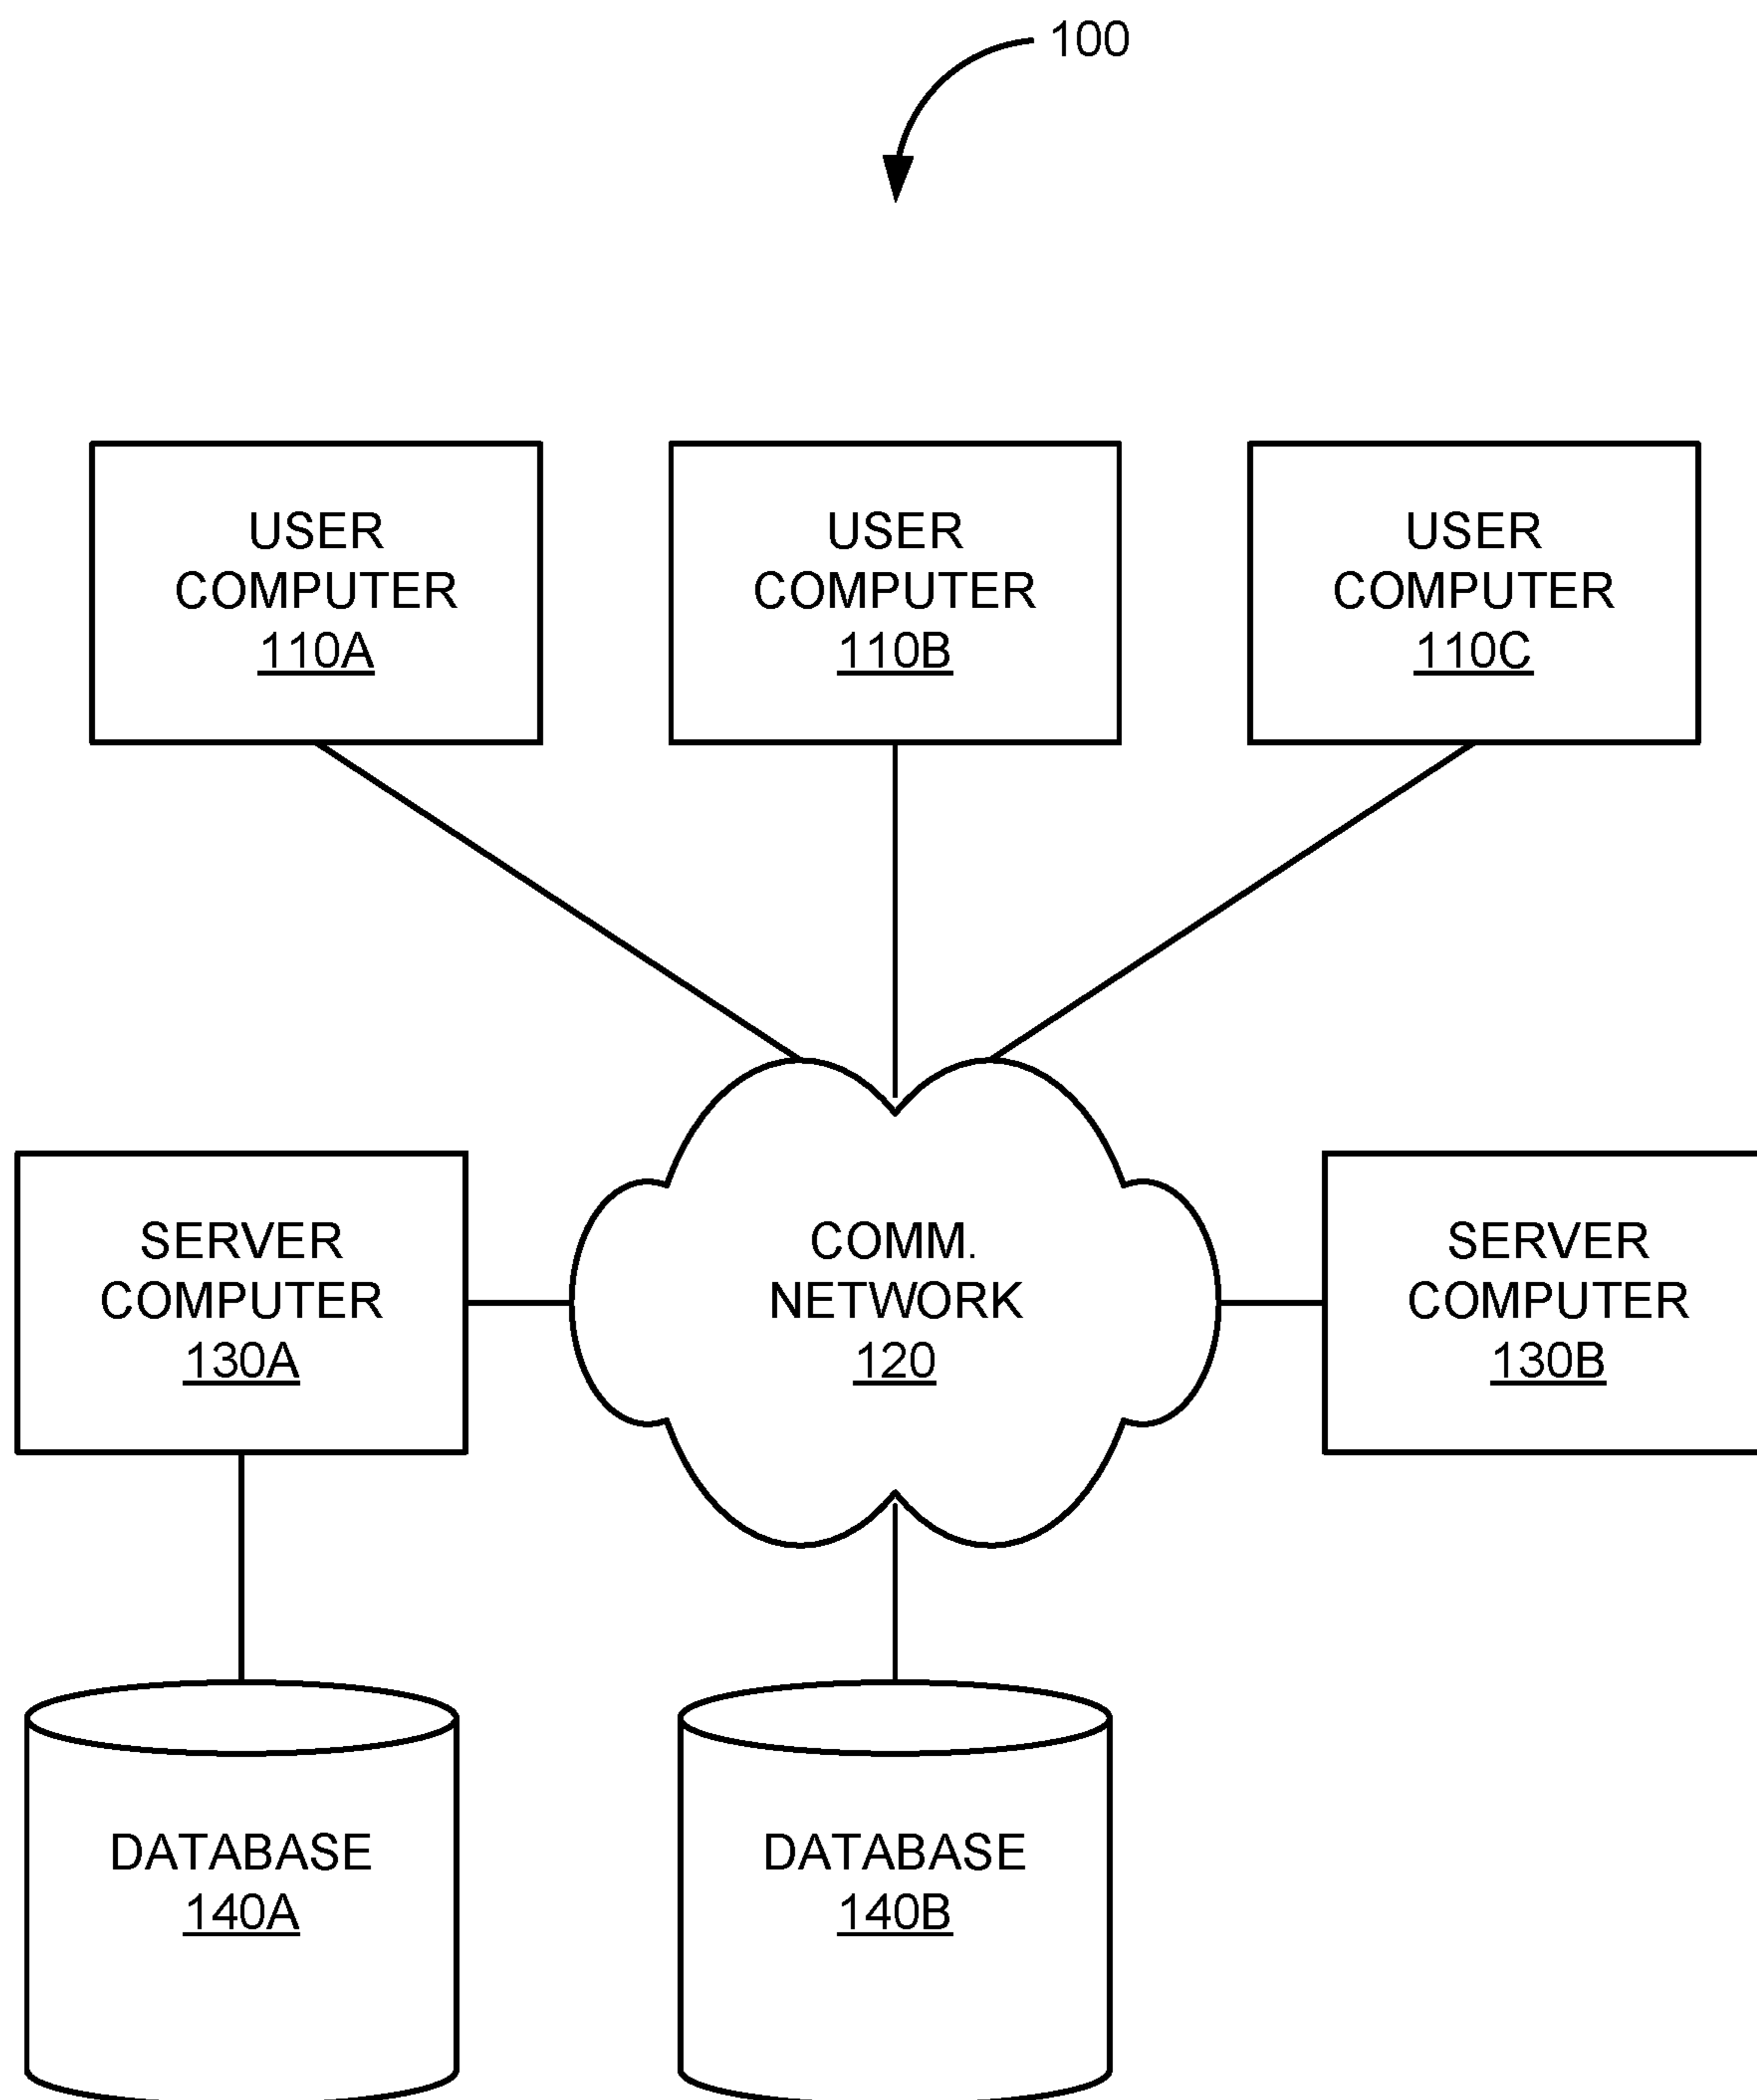 100
USER
COMPUTER
110A
USER
COMPUTER
110B
USER
COMPUTER
110C
SERVER
COMPUTER
130A
COMM.
NETWORK
120
SERVER
COMPUTER
130B
DATABASE
140A
DATABASE
140B